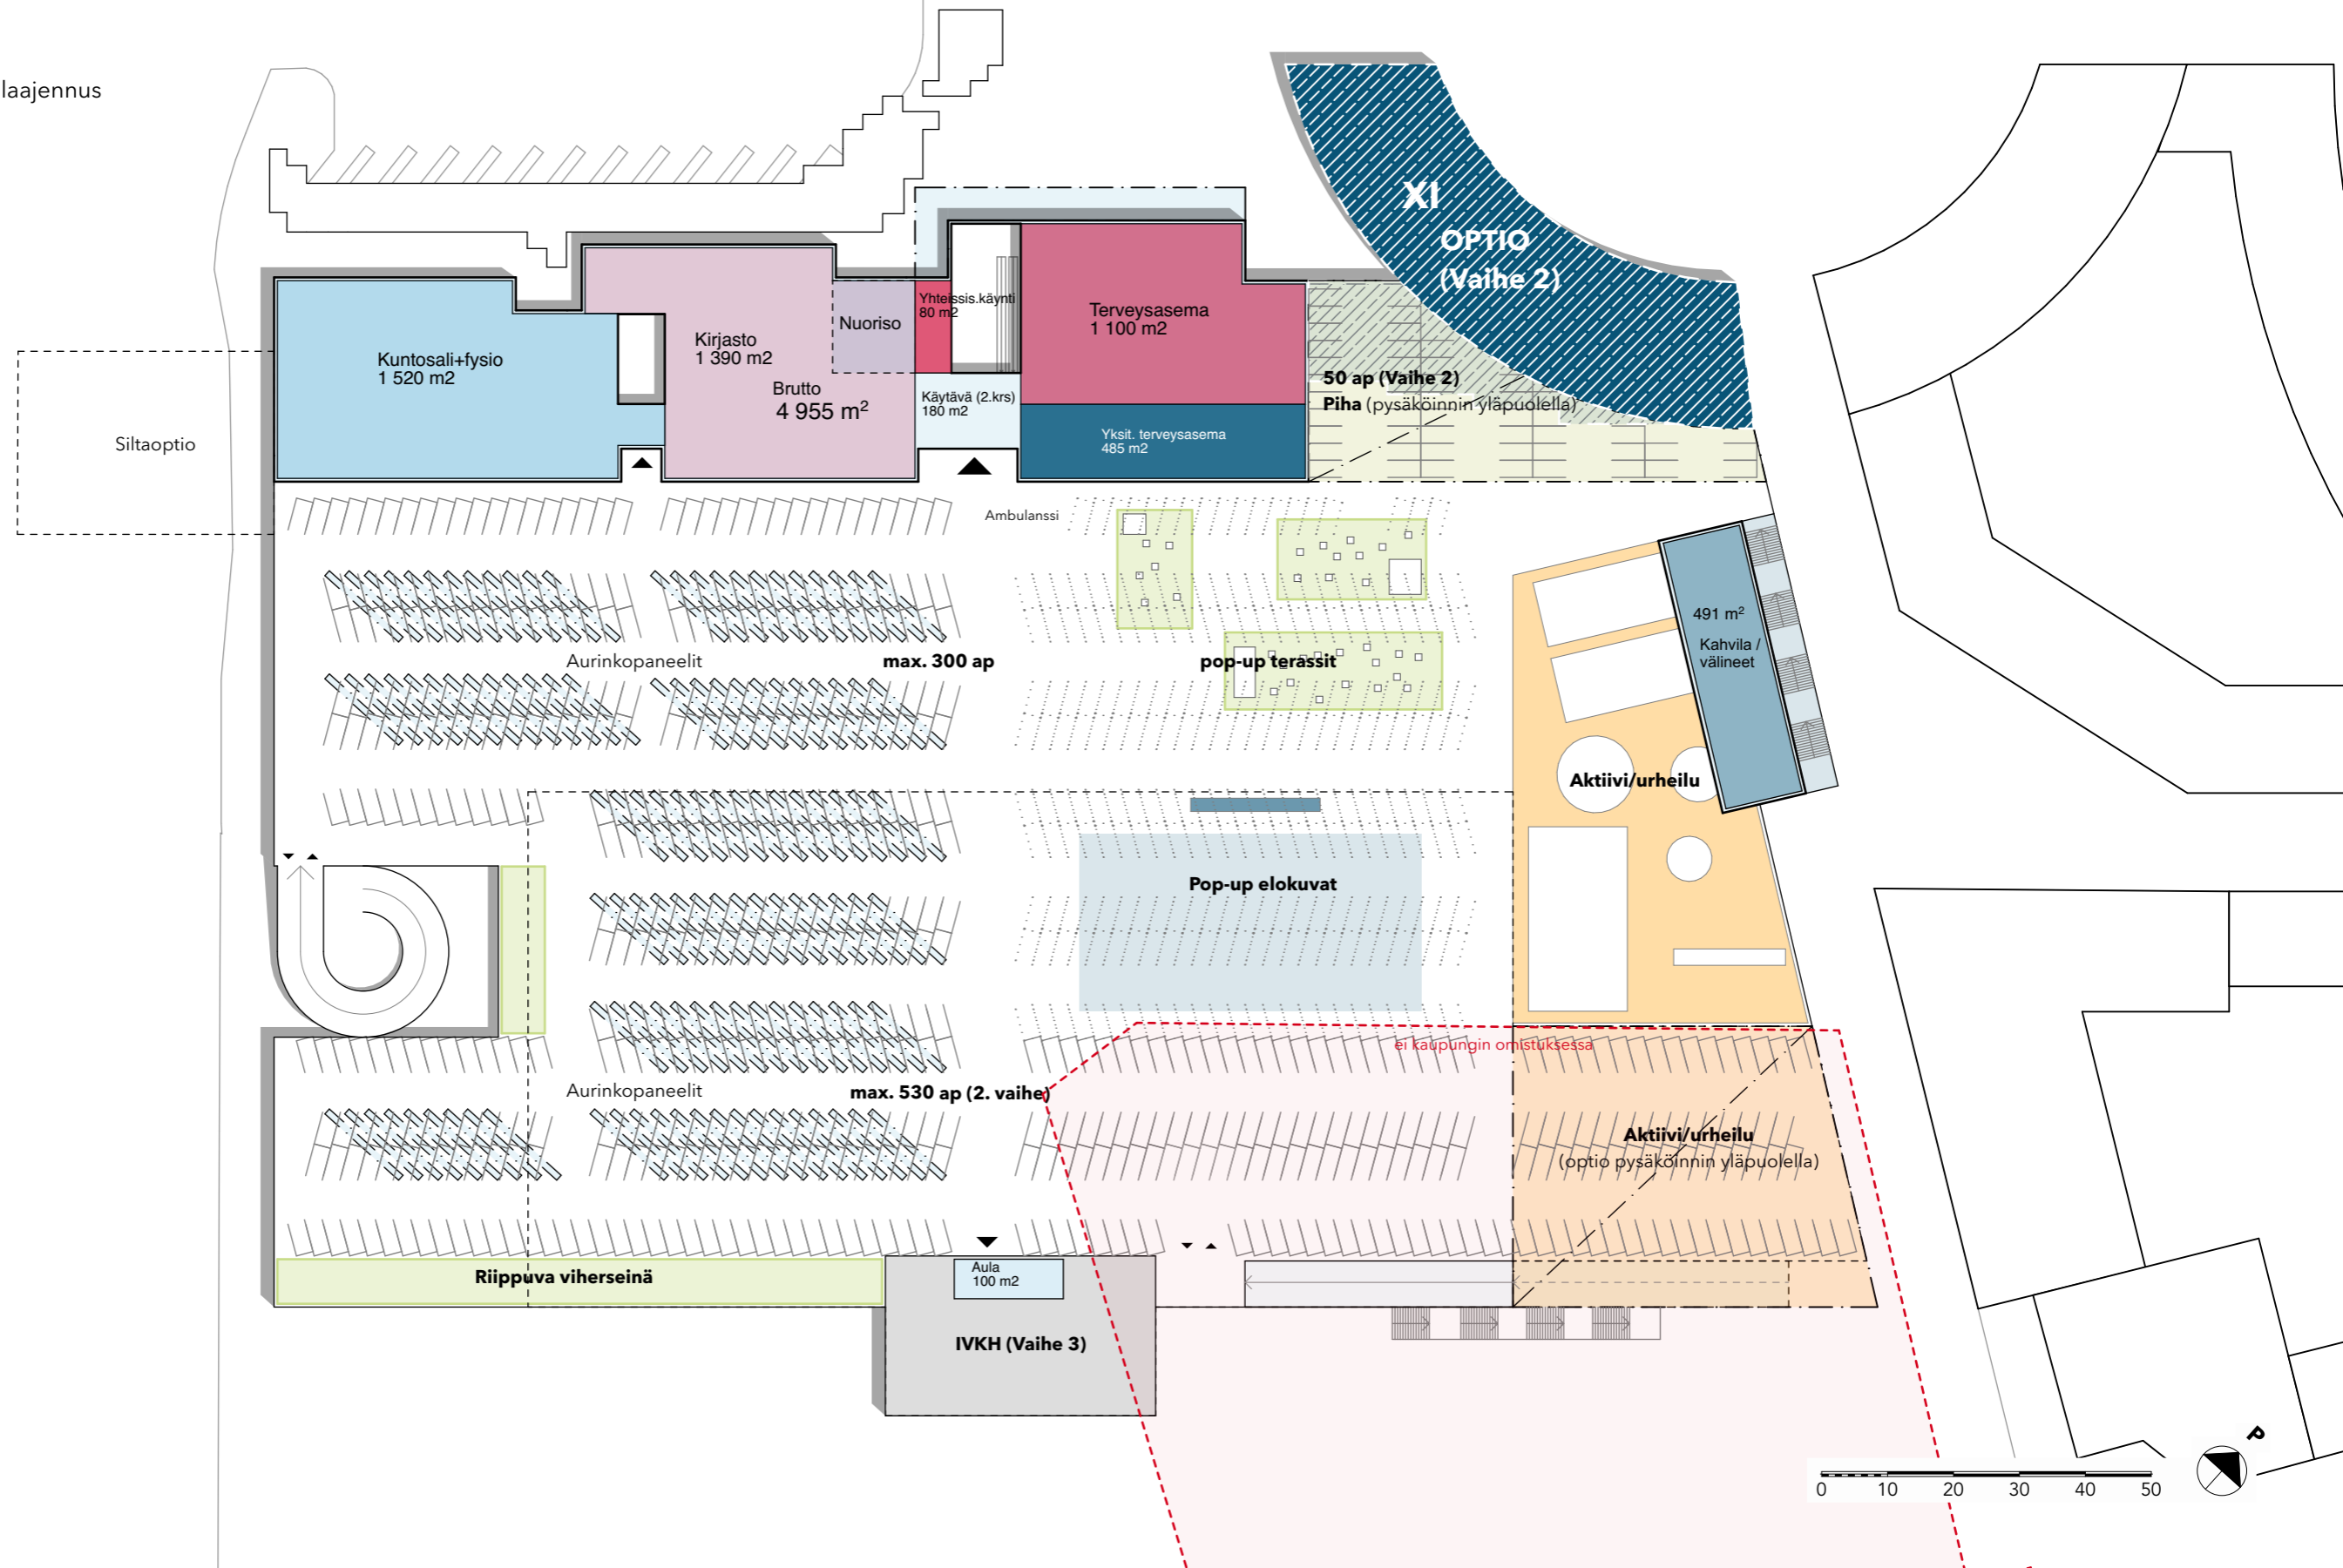 laajennus
XI
OPTIO
(Vaihe 2)
Yhteissis.käynti
80 m2
Terveysasema
1 100 m2
Nuoriso
Kirjasto
1 390 m2
Kuntosali+fysio
1 520 m2
Brutto
4 955 m²
Käytävä (2.krs)
180 m2
50 ap (Vaihe 2)
Piha (pysäköinnin yläpuolella)
Yksit. terveysasema
485 m2
Siltaoptio
Ambulanssi
491 m²
Kahvila /
välineet
Aurinkopaneelit
max. 300 ap
pop-up terassit
Aktiivi/urheilu
Pop-up elokuvat
ei kaupungin omistuksessa
Aurinkopaneelit
max. 530 ap (2. vaihe)
Aktiivi/urheilu
(optio pysäköinnin yläpuolella)
Aula
100 m2
Riippuva viherseinä
IVKH (Vaihe 3)
P
0 10 20 30 40 50